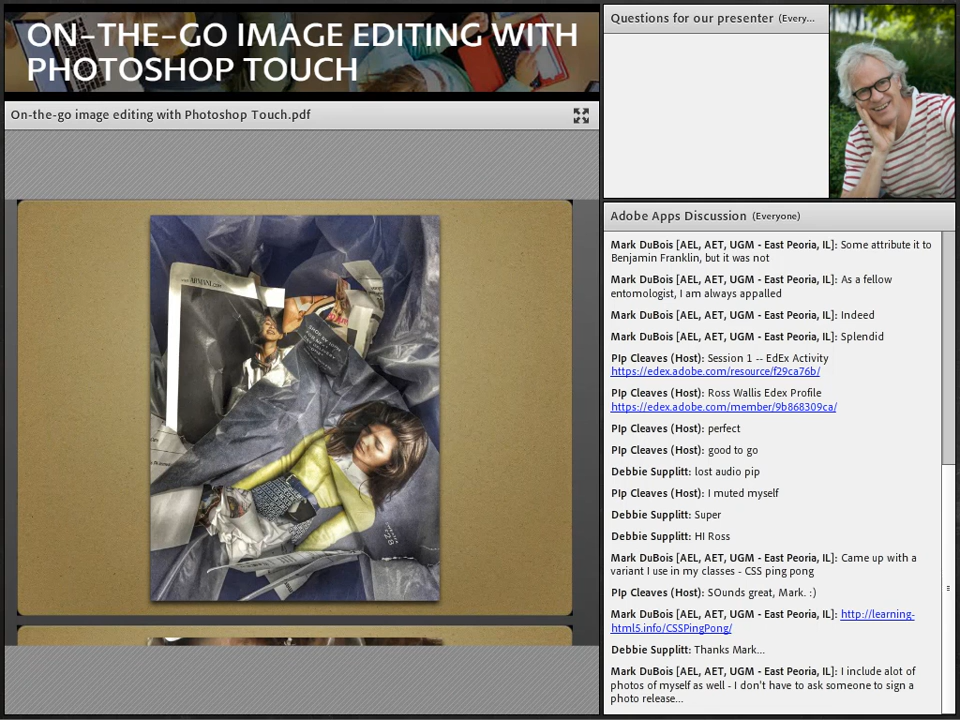 ON-THE-GO IMAGE EDITING WITH
PHOTOSHOP TOUCH
On-the-go image editing with Photoshop Touch.pdf
ARMANI.com
Questions for our presenter (Every...
Adobe Apps Discussion (Everyone)
Mark DuBois [AEL, AET, UGM - East Peoria, IL]: Some attribute it to
Benjamin Franklin, but it was not
Mark DuBois [AEL, AET, UGM - East Peoria, IL]: As a fellow
entomologist, I am always appalled
Mark DuBois [AEL, AET, UGM - East Peoria, IL]: Indeed
Mark DuBois [AEL, AET, UGM - East Peoria, IL]: Splendid
PIp Cleaves (Host): Session 1 -- EdEx Activity
https://edex.adobe.com/resource/f29ca76b/
PIp Cleaves (Host): Ross Wallis Edex Profile
https://edex.adobe.com/member/9b868309ca/
PIp Cleaves (Host): perfect
PIp Cleaves (Host): good to go
Debbie Supplitt: lost audio pip
PIp Cleaves (Host): I muted myself
Debbie Supplitt: Super
Debbie Supplitt: HI Ross
Mark DuBois [AEL, AET, UGM - East Peoria, IL]: Came up with a
variant I use in my classes - CSS ping pong
PIp Cleaves (Host): SOunds great, Mark. :)
Mark DuBois [AEL, AET, UGM - East Peoria, IL]: http://learning-
html5.info/CSSPingPong/
Debbie Supplitt: Thanks Mark...
Mark DuBois [AEL, AET, UGM - East Peoria, IL]: I include alot of
photos of myself as well - I don't have to ask someone to sign a
photo release...